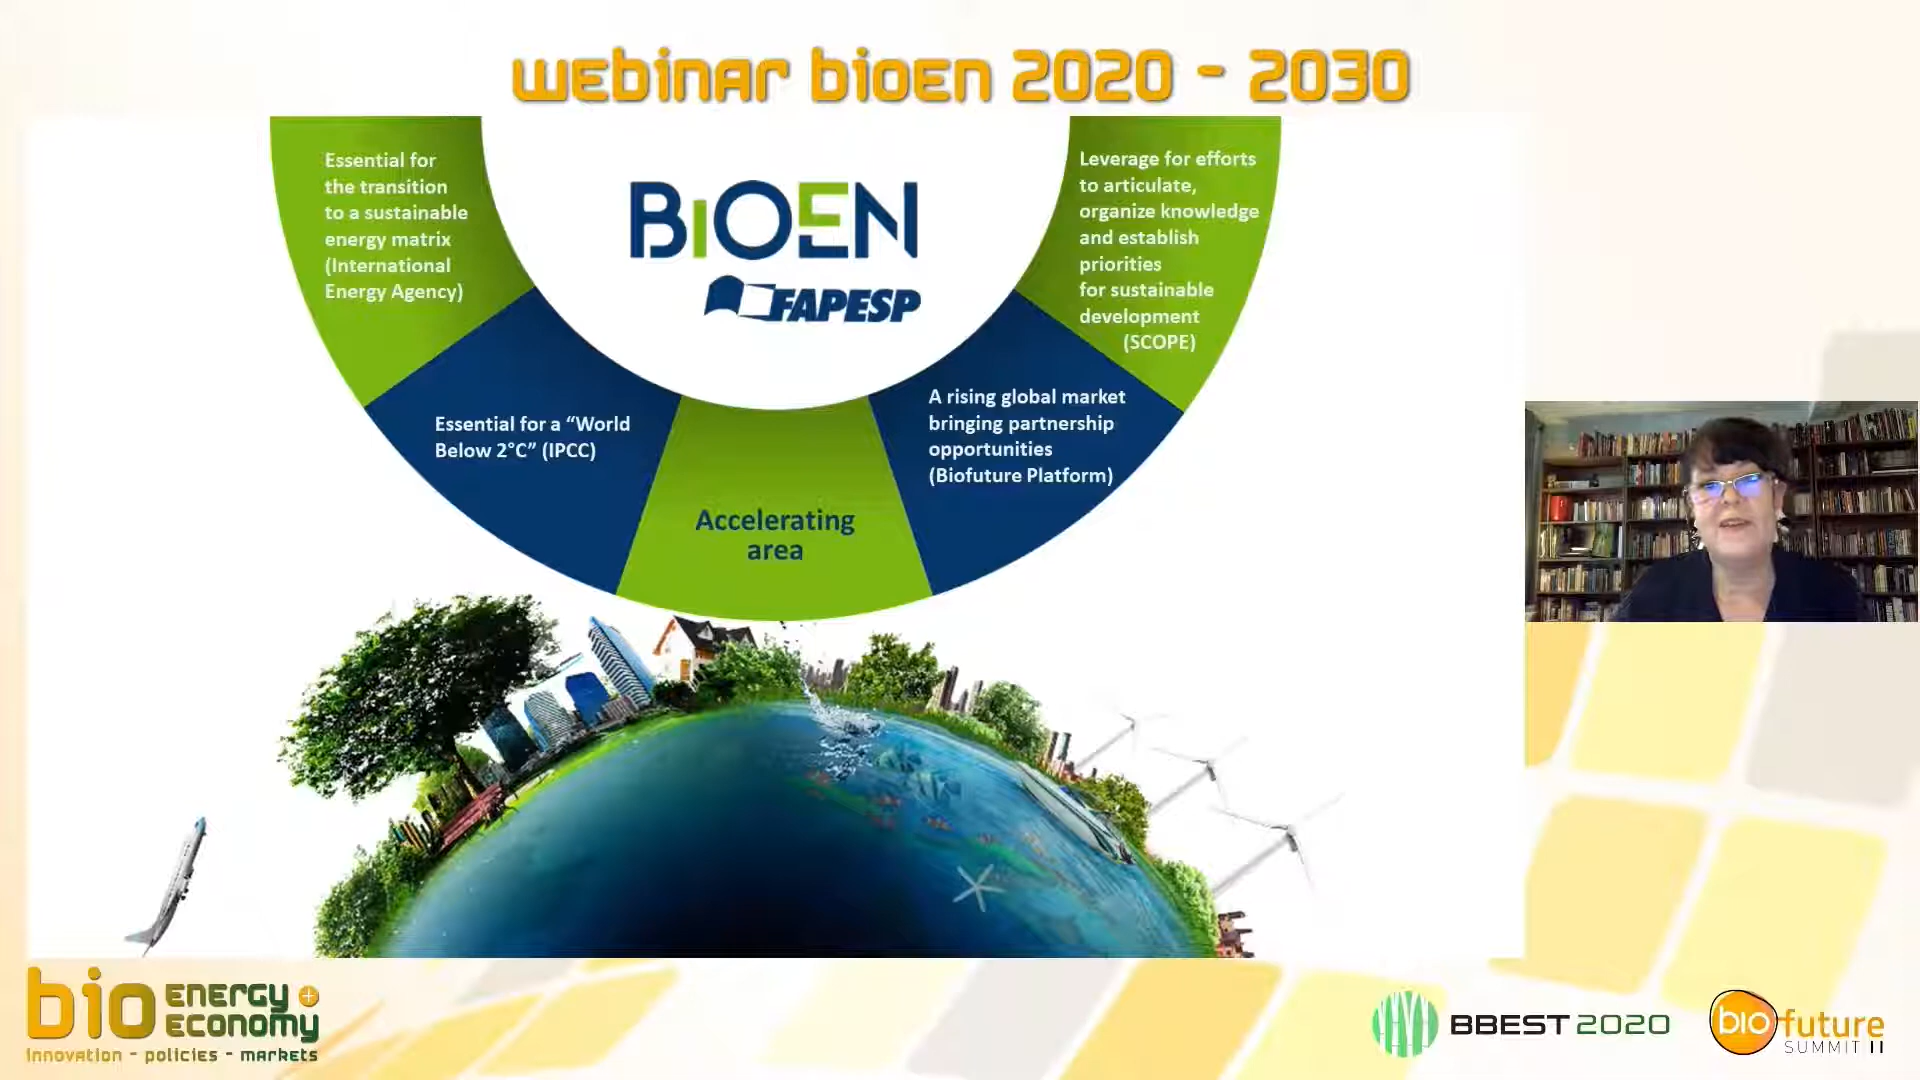 webinar bioen 2020 - 2030
Essential for
the transition
to a sustainable
energy matrix
(International
Energy Agency)
BiOEN
FAPESP
Leverage for efforts
to articulate,
organize knowledge
and establish
priorities
for sustainable
development
(SCOPE)
Essential for a “World
Below 2°C” (IPCC)
A rising global market
bringing partnership
opportunities
(Biofuture Platform)
Accelerating
area
bio ENERGY +
ECONOMY
Innovation - policies - markets
BBEST 2020
biofuture
SUMMIT II